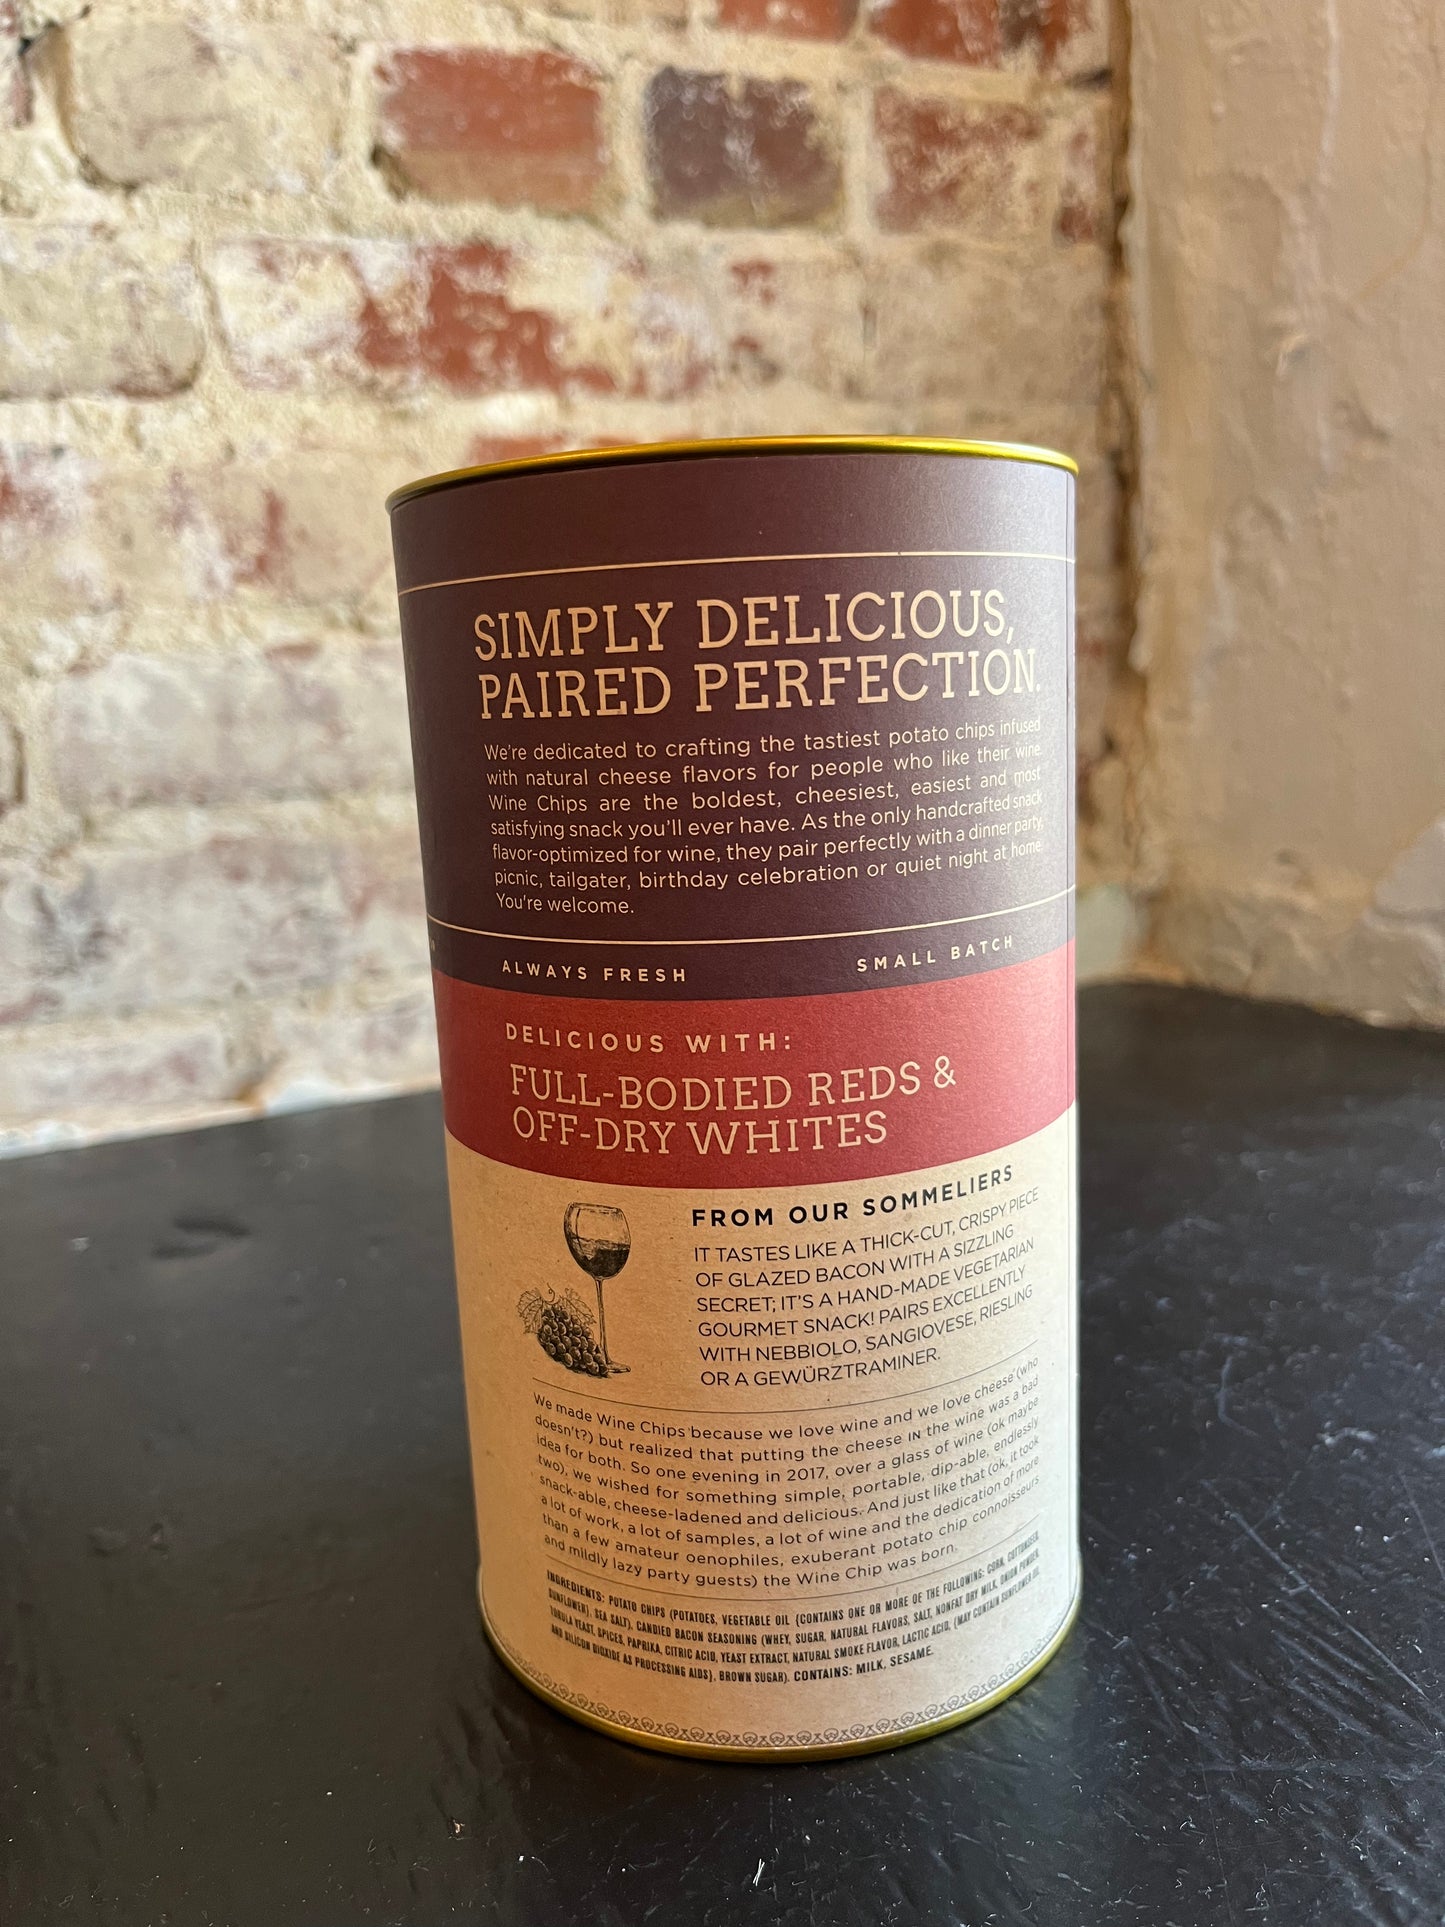 SIMPLY DELICIOUS,
PAIRED PERFECTION.
We're dedicated to crafting the tastiest potato chips infused
with natural cheese flavors for people who like their wine.
Wine Chips are the boldest, cheesiest, easiest and most
satisfying snack you'll ever have. As the only handcrafted snack
flavor-optimized for wine, they pair perfectly with a dinner party,
picnic, tailgater, birthday celebration or quiet night at home.
You're welcome.
ALWAYS FRESH SMALL BATCH
DELICIOUS WITH:
FULL-BODIED REDS &
OFF-DRY WHITES
FROM OUR SOMMELIERS
IT TASTES LIKE A THICK-CUT, CRISPY PIECE
OF GLAZED BACON WITH A SIZZLING
SECRET; IT'S A HAND-MADE VEGETARIAN
GOURMET SNACK! PAIRS EXCELLENTLY
WITH NEBBIOLO, SANGIOVESE, RIESLING
OR A GEWÜRZTRAMINER.
We made Wine Chips because we love wine and we love cheese (who
doesn't?) but realized that putting the cheese IN the wine was a bad
idea for both. So one evening in 2017, over a glass of wine (ok maybe
two), we wished for something simple, portable, dip-able, endlessly
snack-able, cheese-ladened and delicious. And just like that (ok, it took
a lot of work, a lot of samples, a lot of wine and the dedication of more
than a few amateur oenophiles, exuberant potato chip connoisseurs
and mildly lazy party guests) the Wine Chip was born.
INGREDIENTS: POTATO CHIPS (POTATOES, VEGETABLE OIL {CONTAINS ONE OR MORE OF THE FOLLOWING: CORN, COTTONSEED,
SUNFLOWER}, SEA SALT), CANDIED BACON SEASONING (WHEY, SUGAR, NATURAL FLAVORS, SALT, NONFAT DRY MILK, ONION POWDER,
TORULA YEAST, SPICES, PAPRIKA, CITRIC ACID, YEAST EXTRACT, NATURAL SMOKE FLAVOR, LACTIC ACID, {MAY CONTAIN SUNFLOWER OIL
AND SILICON DIOXIDE AS PROCESSING AIDS}, BROWN SUGAR). CONTAINS: MILK, SESAME.